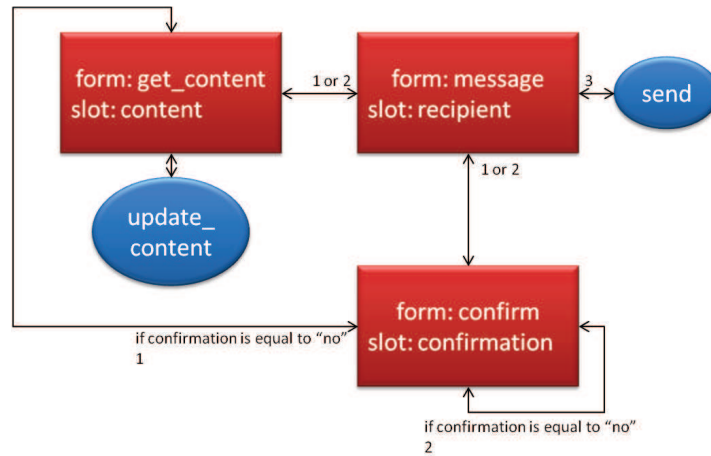 form: get_content
slot: content
1 or 2
form: message
slot: recipient
3
send
update_
content
1 or 2
form: confirm
slot: confirmation
if confirmation is equal to “no”
1
if confirmation is equal to “no”
2